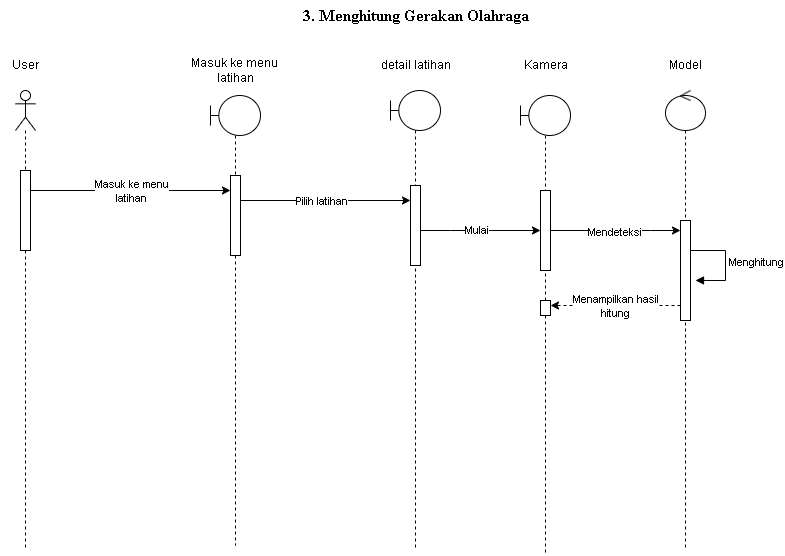 3. Menghitung Gerakan Olahraga
User
Masuk ke menu
latihan
detail latihan
Kamera
Model
Masuk ke menu
latihan
Pilih latihan
Mulai
Mendeteksi
Menghitung
Menampilkan hasil
hitung